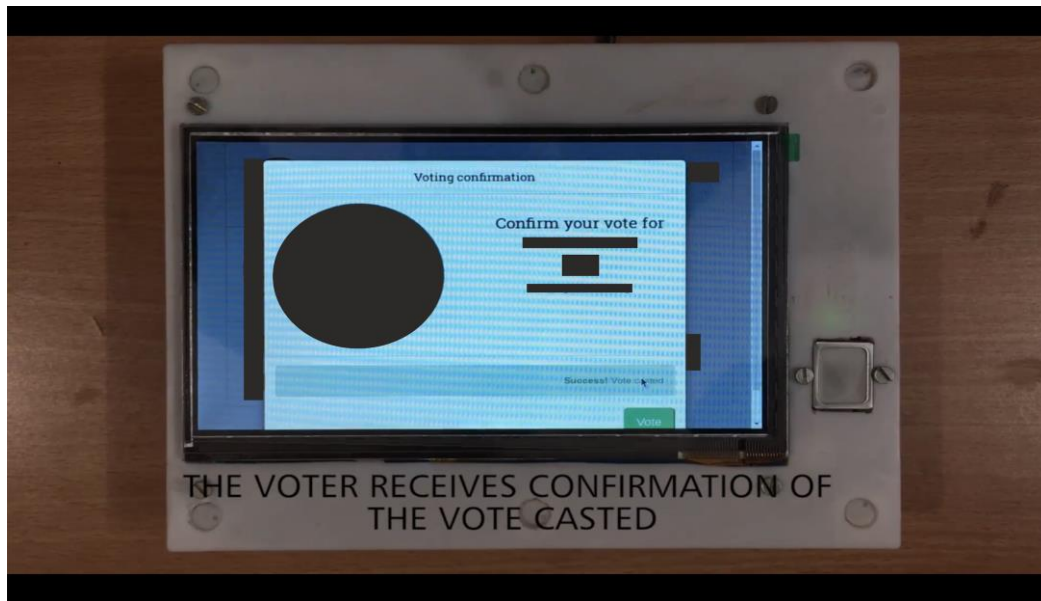 Voting confirmation
Confirm your vote for
Success! Vote casted
Vote
THE VOTER RECEIVES CONFIRMATION OF
THE VOTE CASTED